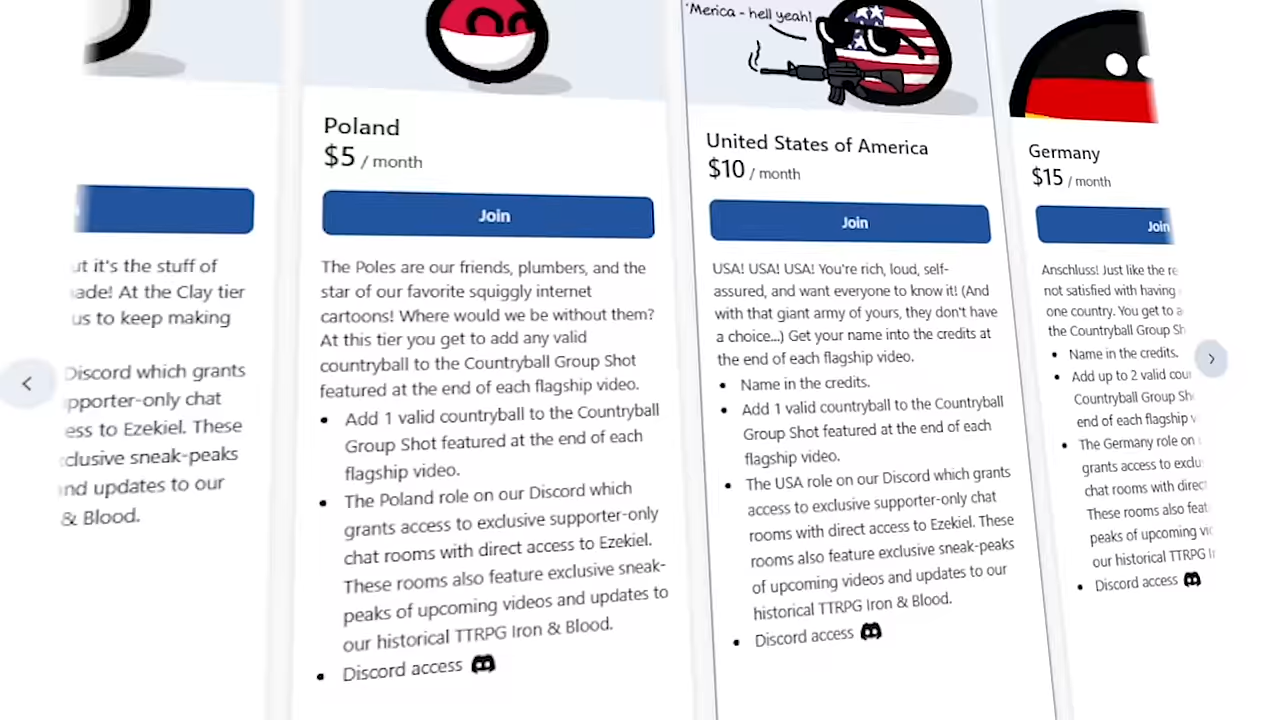 ut it's the stuff of
ade! At the Clay tier
us to keep making
Discord which grants
pporter-only chat
ess to Ezekiel. These
clusive sneak-peaks
nd updates to our
& Blood.
Poland
$5 / month
Join
The Poles are our friends, plumbers, and the
star of our favorite squiggly internet
cartoons! Where would we be without them?
At this tier you get to add any valid
countryball to the Countryball Group Shot
featured at the end of each flagship video.
• Add 1 valid countryball to the Countryball
Group Shot featured at the end of each
flagship video.
• The Poland role on our Discord which
grants access to exclusive supporter-only
chat rooms with direct access to Ezekiel.
These rooms also feature exclusive sneak-
peaks of upcoming videos and updates to
our historical TTRPG Iron & Blood.
• Discord access
'Merica - hell yeah!
United States of America
$10 / month
Join
USA! USA! USA! You're rich, loud, self-
assured, and want everyone to know it! (And
with that giant army of yours, they don't have
a choice...) Get your name into the credits at
the end of each flagship video.
• Name in the credits.
• Add 1 valid countryball to the Countryball
Group Shot featured at the end of each
flagship video.
• The USA role on our Discord which grants
access to exclusive supporter-only chat
rooms with direct access to Ezekiel. These
rooms also feature exclusive sneak-peaks
of upcoming videos and updates to our
historical TTRPG Iron & Blood.
• Discord access
Germany
$15 / month
Join
Anschluss! Just like the re
not satisfied with having
one country. You get to a
the Countryball Group Sh
• Name in the credits.
• Add up to 2 valid cou
Countryball Group Sh
end of each flagship v
• The Germany role on
grants access to exclu
chat rooms with direct
These rooms also feat
peaks of upcoming vi
our historical TTRPG I
• Discord access